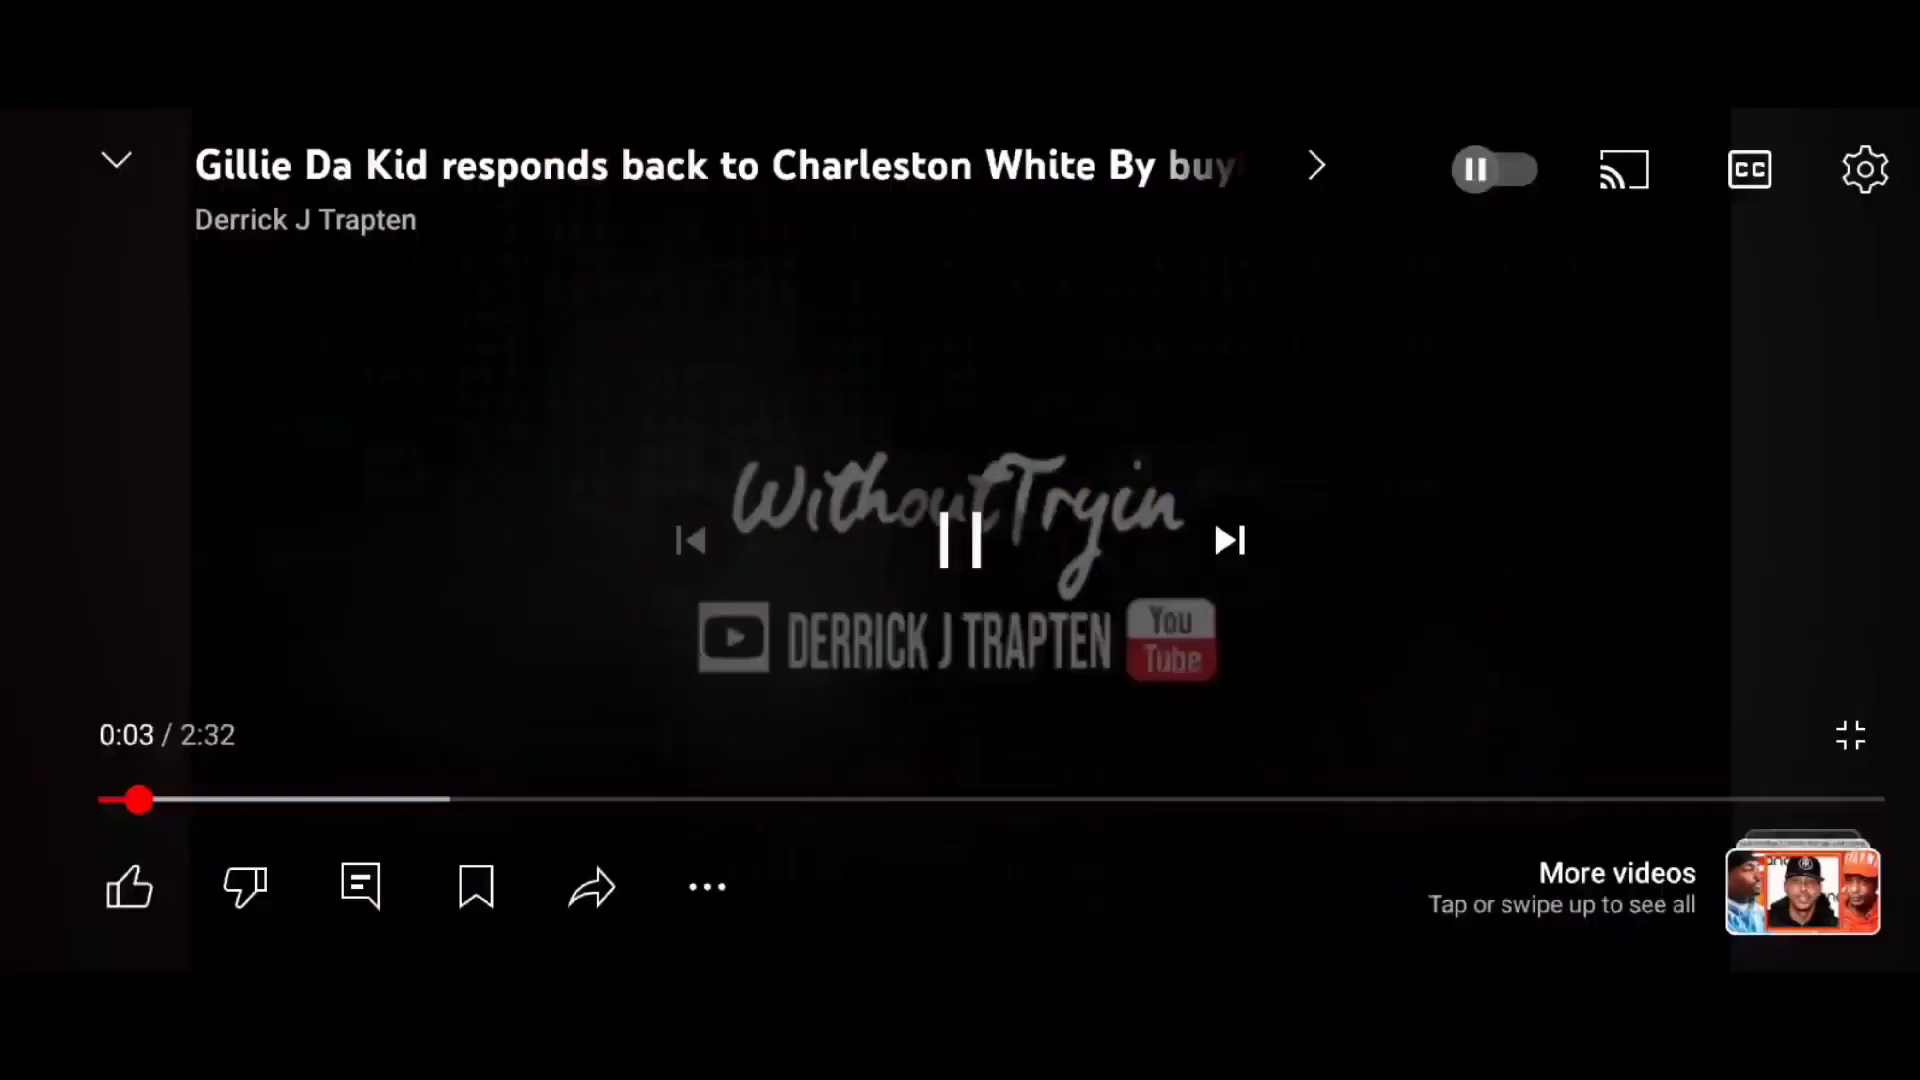 Gillie Da Kid responds back to Charleston White By buy
CC
Derrick J Trapten
WithoutTryin
DERRICK J TRAPTEN
You
Tube
0:03 / 2:32
More videos
Tap or swipe up to see all